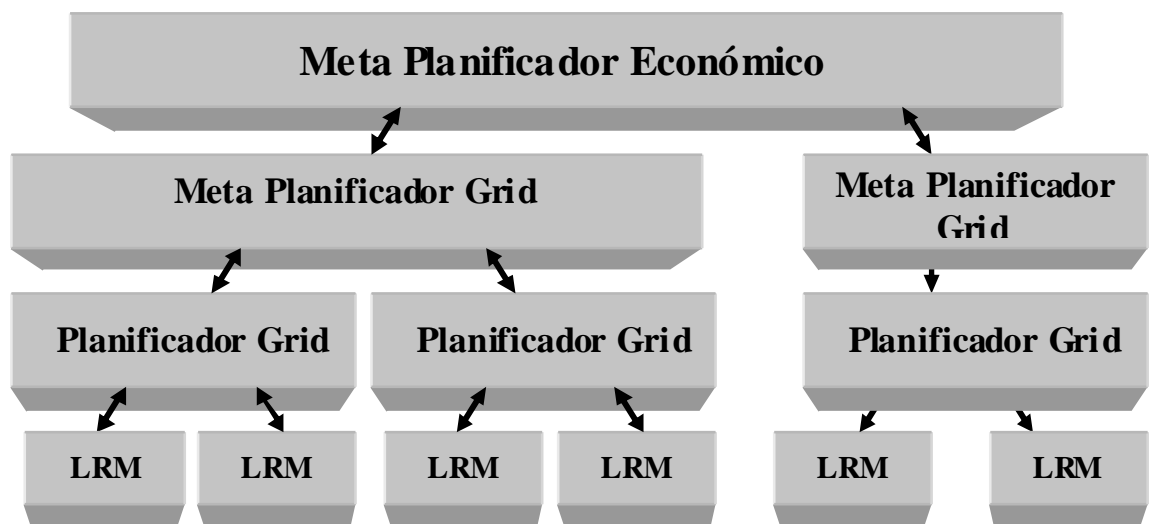 Meta Planificador Económico
Meta Planificador Grid
Meta Planificador
Grid
Planificador Grid
Planificador Grid
Planificador Grid
LRM
LRM
LRM
LRM
LRM
LRM